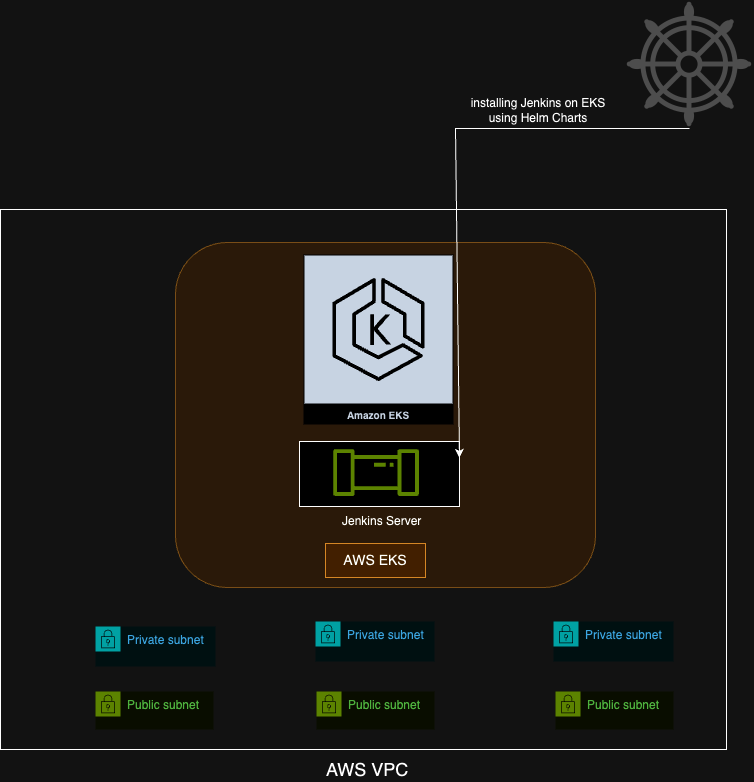 installing Jenkins on EKS
using Helm Charts
K
Amazon EKS
Jenkins Server
AWS EKS
Private subnet
Private subnet
Private subnet
Public subnet
Public subnet
Public subnet
AWS VPC